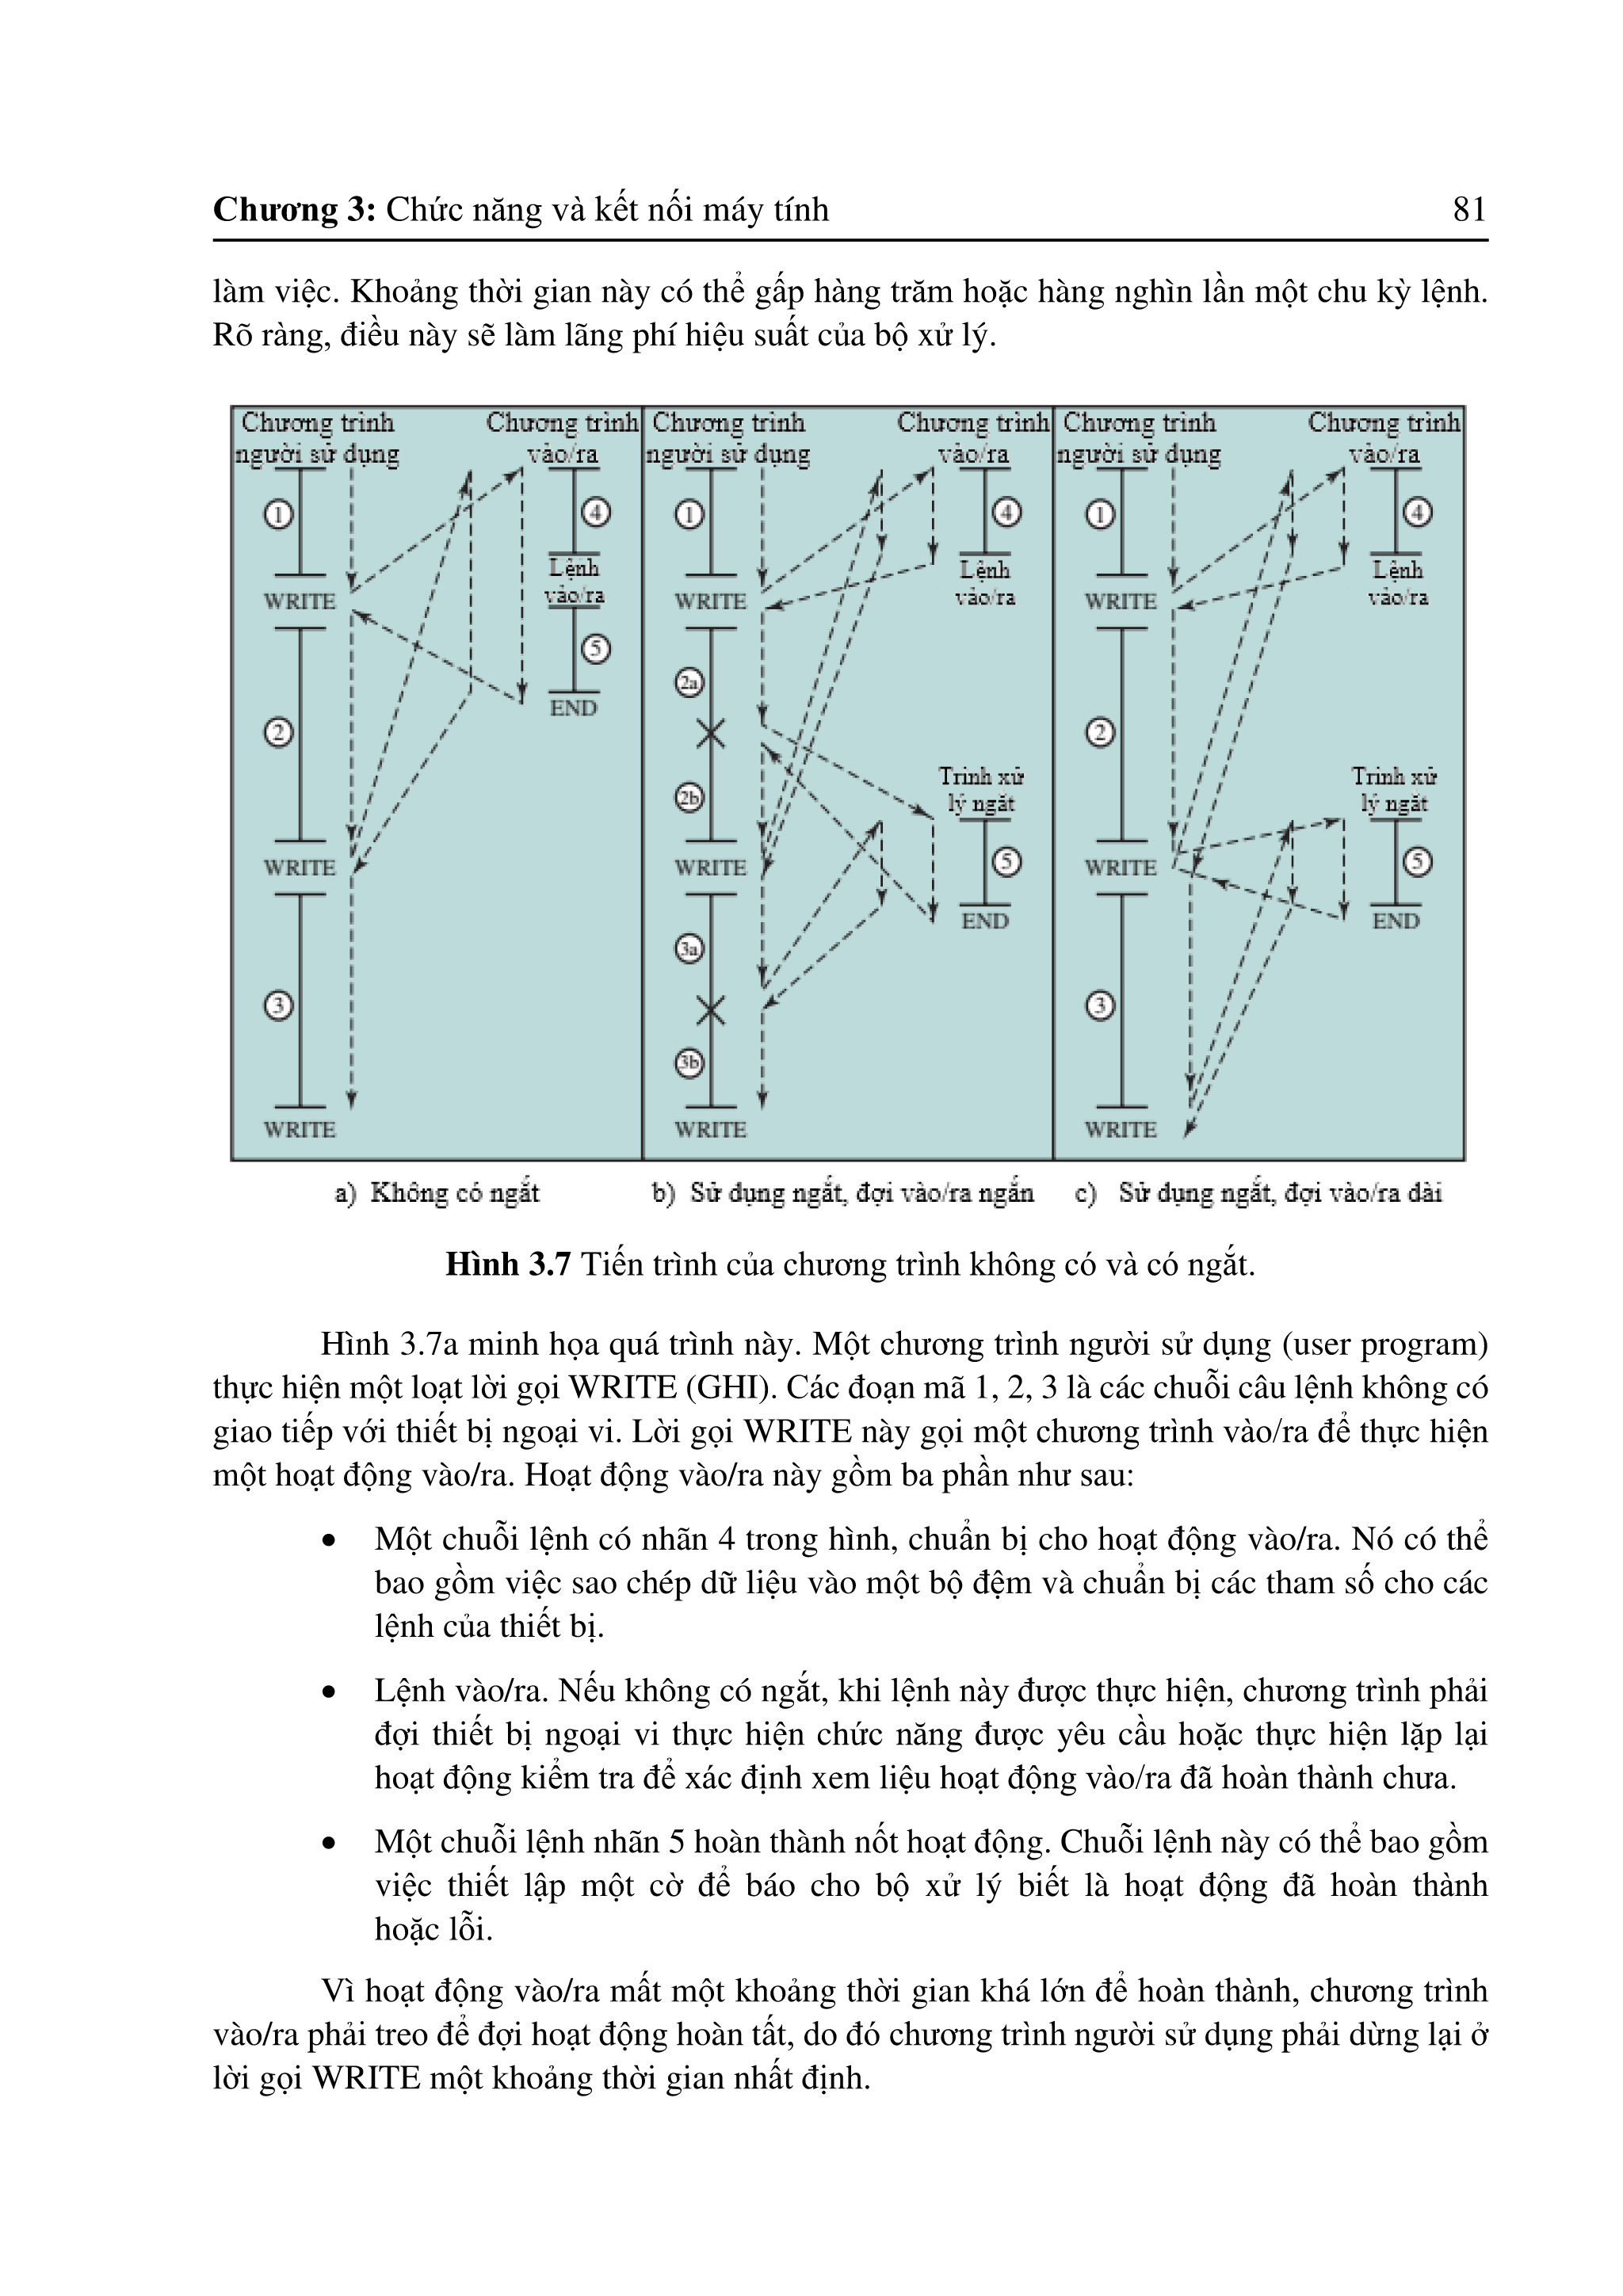 Chương 3: Chức năng và kết nối máy tính 81
làm việc. Khoảng thời gian này có thể gấp hàng trăm hoặc hàng nghìn lần một chu kỳ lệnh.
Rõ ràng, điều này sẽ làm lãng phí hiệu suất của bộ xử lý.
Chương trình
người sử dụng
Chương trình
vào/ra
1
4
Lệnh
vào/ra
WRITE
5
END
2
WRITE
3
WRITE
Chương trình
người sử dụng
Chương trình
vào/ra
1
4
Lệnh
vào/ra
WRITE
2a
2b
Trình xử
lý ngắt
WRITE
5
END
3a
3b
WRITE
Chương trình
người sử dụng
Chương trình
vào/ra
1
4
Lệnh
vào/ra
WRITE
2
Trình xử
lý ngắt
WRITE
5
END
3
WRITE
a) Không có ngắt
b) Sử dụng ngắt, đợi vào/ra ngắn
c) Sử dụng ngắt, đợi vào/ra dài
Hình 3.7 Tiến trình của chương trình không có và có ngắt.
Hình 3.7a minh họa quá trình này. Một chương trình người sử dụng (user program)
thực hiện một loạt lời gọi WRITE (GHI). Các đoạn mã 1, 2, 3 là các chuỗi câu lệnh không có
giao tiếp với thiết bị ngoại vi. Lời gọi WRITE này gọi một chương trình vào/ra để thực hiện
một hoạt động vào/ra. Hoạt động vào/ra này gồm ba phần như sau:
• Một chuỗi lệnh có nhãn 4 trong hình, chuẩn bị cho hoạt động vào/ra. Nó có thể
bao gồm việc sao chép dữ liệu vào một bộ đệm và chuẩn bị các tham số cho các
lệnh của thiết bị.
• Lệnh vào/ra. Nếu không có ngắt, khi lệnh này được thực hiện, chương trình phải
đợi thiết bị ngoại vi thực hiện chức năng được yêu cầu hoặc thực hiện lặp lại
hoạt động kiểm tra để xác định xem liệu hoạt động vào/ra đã hoàn thành chưa.
• Một chuỗi lệnh nhãn 5 hoàn thành nốt hoạt động. Chuỗi lệnh này có thể bao gồm
việc thiết lập một cờ để báo cho bộ xử lý biết là hoạt động đã hoàn thành
hoặc lỗi.
Vì hoạt động vào/ra mất một khoảng thời gian khá lớn để hoàn thành, chương trình
vào/ra phải treo để đợi hoạt động hoàn tất, do đó chương trình người sử dụng phải dừng lại ở
lời gọi WRITE một khoảng thời gian nhất định.